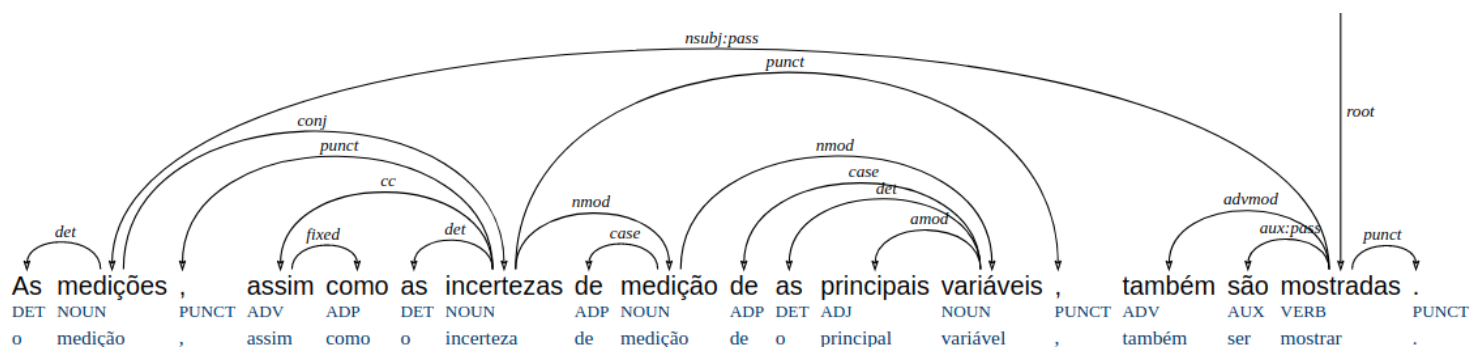 nsubj:pass
punct
root
conj
punct
nmod
case
cc
det
nmod
advmod
amod
det
fixed
det
case
aux:pass
punct
As medições , assim como as incertezas de medição de as principais variáveis , também são mostradas .
DET NOUN PUNCT ADV ADP DET NOUN ADP NOUN ADP DET ADJ NOUN PUNCT ADV AUX VERB PUNCT
o medição , assim como o incerteza de medição de o principal variável , também ser mostrar .